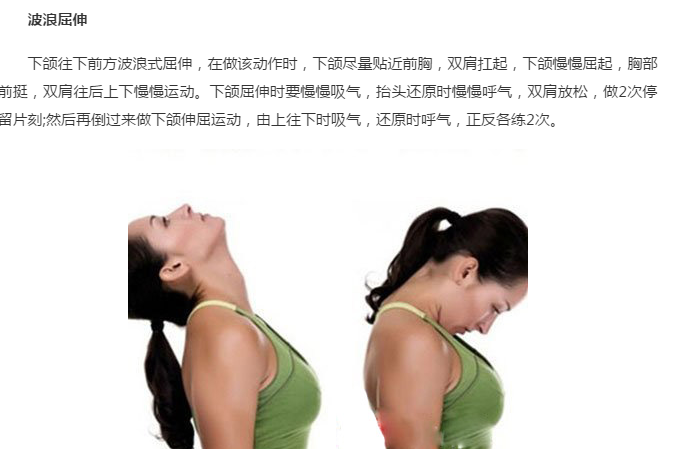 波浪屈伸
下颌往下前方波浪式屈伸，在做该动作时，下颌尽量贴近前胸，双肩扛起，下颌慢慢屈起，胸部
前挺，双肩往后上下慢慢运动。下颌屈伸时要慢慢吸气，抬头还原时慢慢呼气，双肩放松，做2次停
留片刻;然后再倒过来做下颌伸屈运动，由上往下时吸气，还原时呼气，正反各练2次。